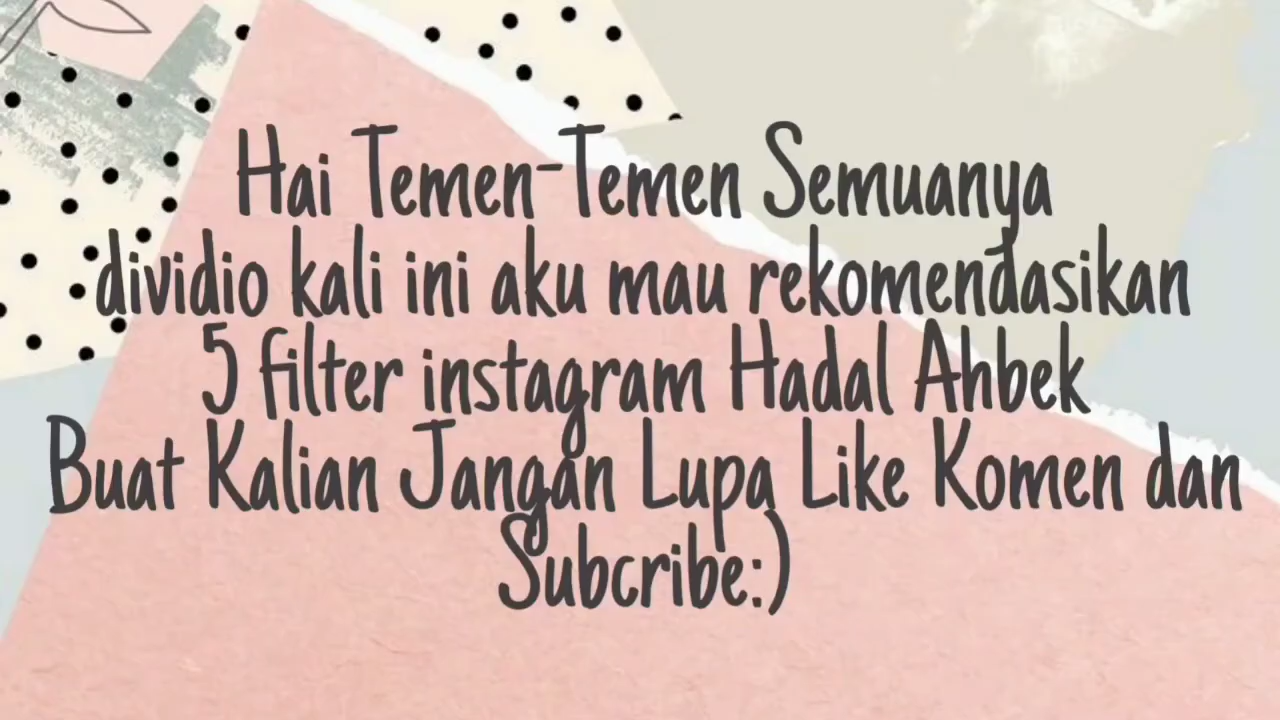 Hai Temen-Temen Semuanya
dividio kali ini aku mau rekomendasikan
5 filter instagram Hadal Ahbek
Buat Kalian Jangan Lupa Like Komen dan
Subcribe:)